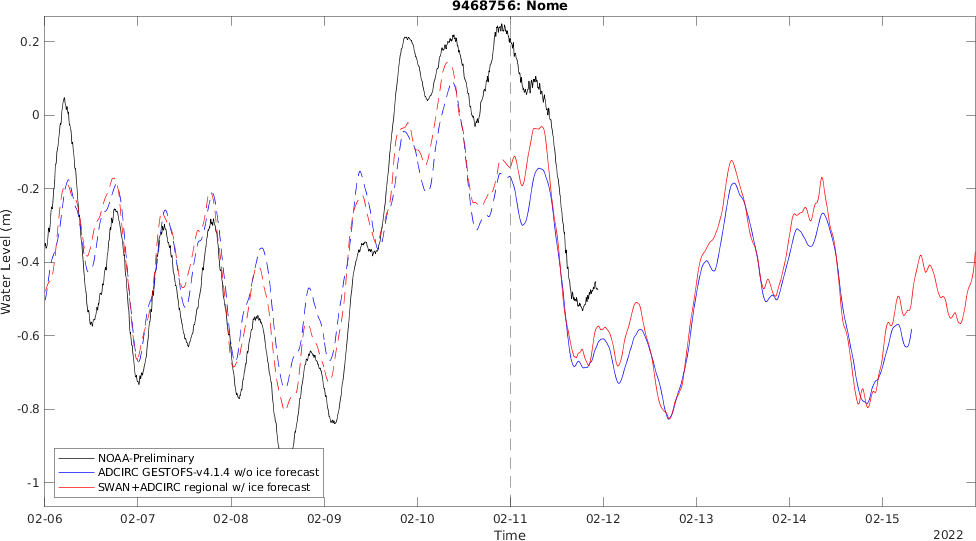 9468756: Nome
Water Level (m)
0.2
0
-0.2
-0.4
-0.6
-0.8
-1
NOAA-Preliminary
ADCIRC GESTOFS-v4.1.4 w/o ice forecast
SWAN+ADCIRC regional w/ ice forecast
02-06 02-07 02-08 02-09 02-10 02-11 02-12 02-13 02-14 02-15
Time
2022